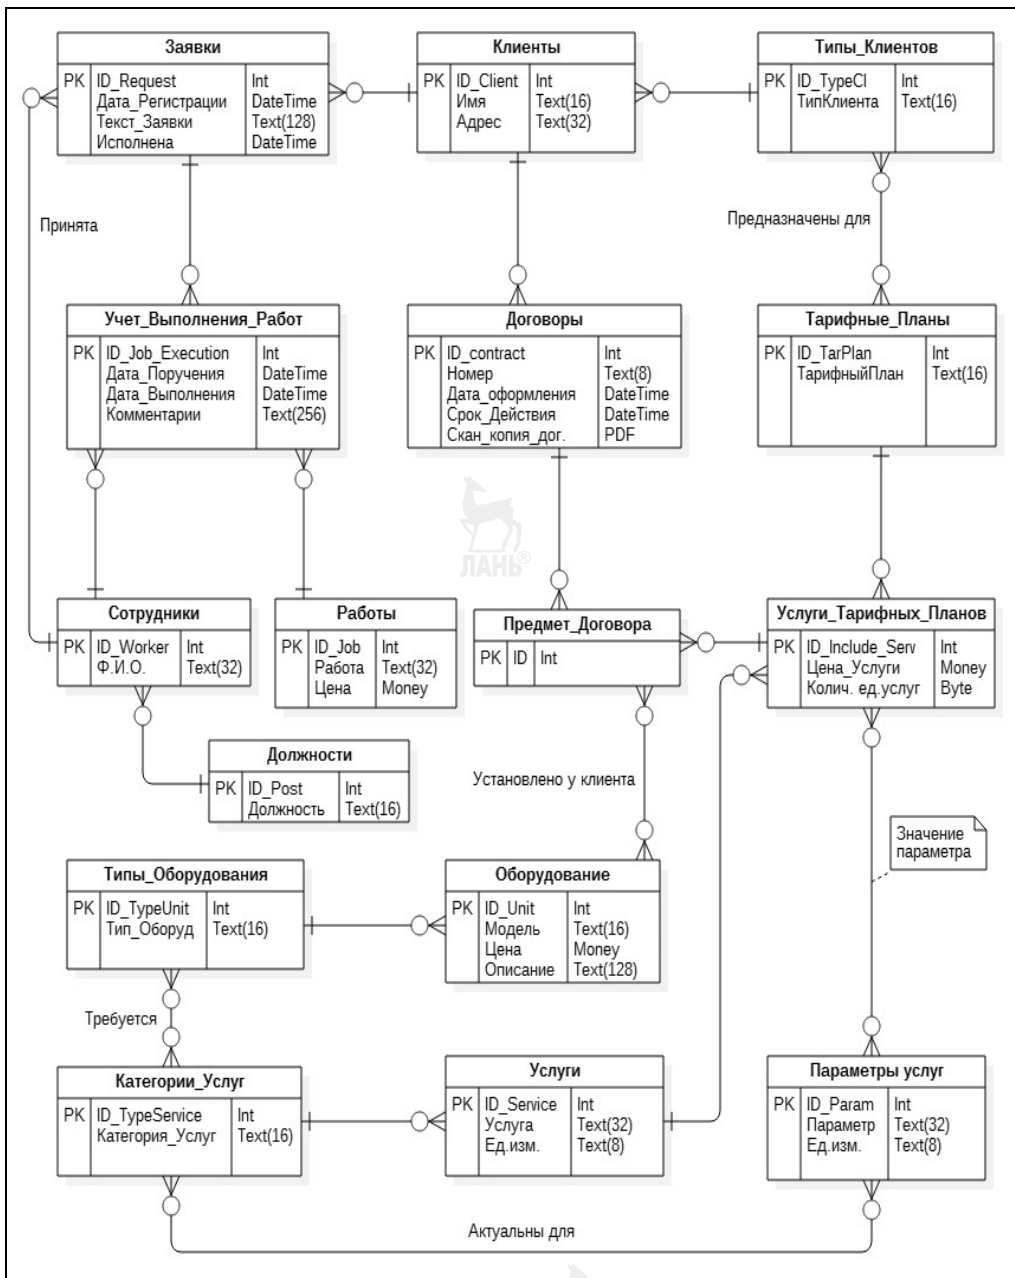 Заявки
PK ID_Request Int
Дата_Регистрации DateTime
Текст_Заявки Text(128)
Исполнена DateTime
Клиенты
PK ID_Client Int
Имя Text(16)
Адрес Text(32)
Типы_Клиентов
PK ID_TypeCl Int
ТипКлиента Text(16)
Принята
Предназначены для
Учет_Выполнения_Работ
PK ID_Job_Execution Int
Дата_Поручения DateTime
Дата_Выполнения DateTime
Комментарии Text(256)
Договоры
PK ID_contract Int
Номер Text(8)
Дата_оформления DateTime
Срок_Действия DateTime
Скан_копия_дог. PDF
Тарифные_Планы
PK ID_TarPlan Int
ТарифныйПлан Text(16)
ЛАНЬ®
Сотрудники
PK ID_Worker Int
Ф.И.О. Text(32)
Работы
PK ID_Job Int
Работа Text(32)
Цена Money
Предмет_Договора
PK ID Int
Услуги_Тарифных_Планов
PK ID_Include_Serv Int
Цена_Услуги Money
Колич. ед.услуг Byte
Должности
PK ID_Post Int
Должность Text(16)
Установлено у клиента
Значение
параметра
Типы_Оборудования
PK ID_TypeUnit Int
Тип_Оборуд Text(16)
Оборудование
PK ID_Unit Int
Модель Text(16)
Цена Money
Описание Text(128)
Требуется
Категории_Услуг
PK ID_TypeService Int
Категория_Услуг Text(16)
Услуги
PK ID_Service Int
Услуга Text(32)
Ед.изм. Text(8)
Параметры услуг
PK ID_Param Int
Параметр Text(32)
Ед.изм. Text(8)
Актуальны для